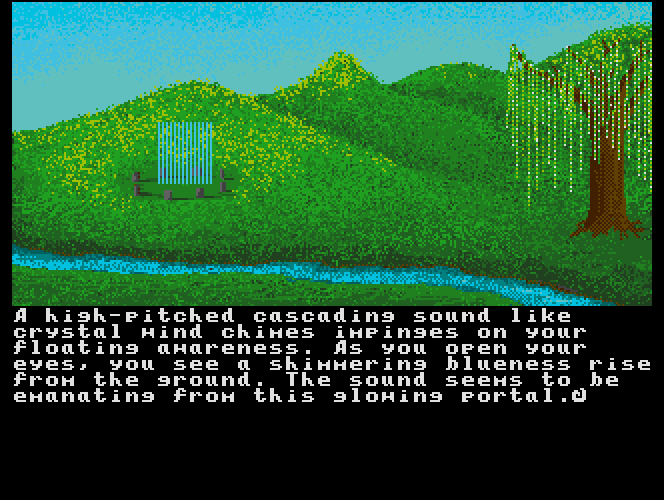 A high-pitched cascading sound like
crystal wind chimes impinges on your
floating awareness. As you open your
eyes, you see a shimmering blueness rise
from the ground. The sound seems to be
emanating from this glowing portal.